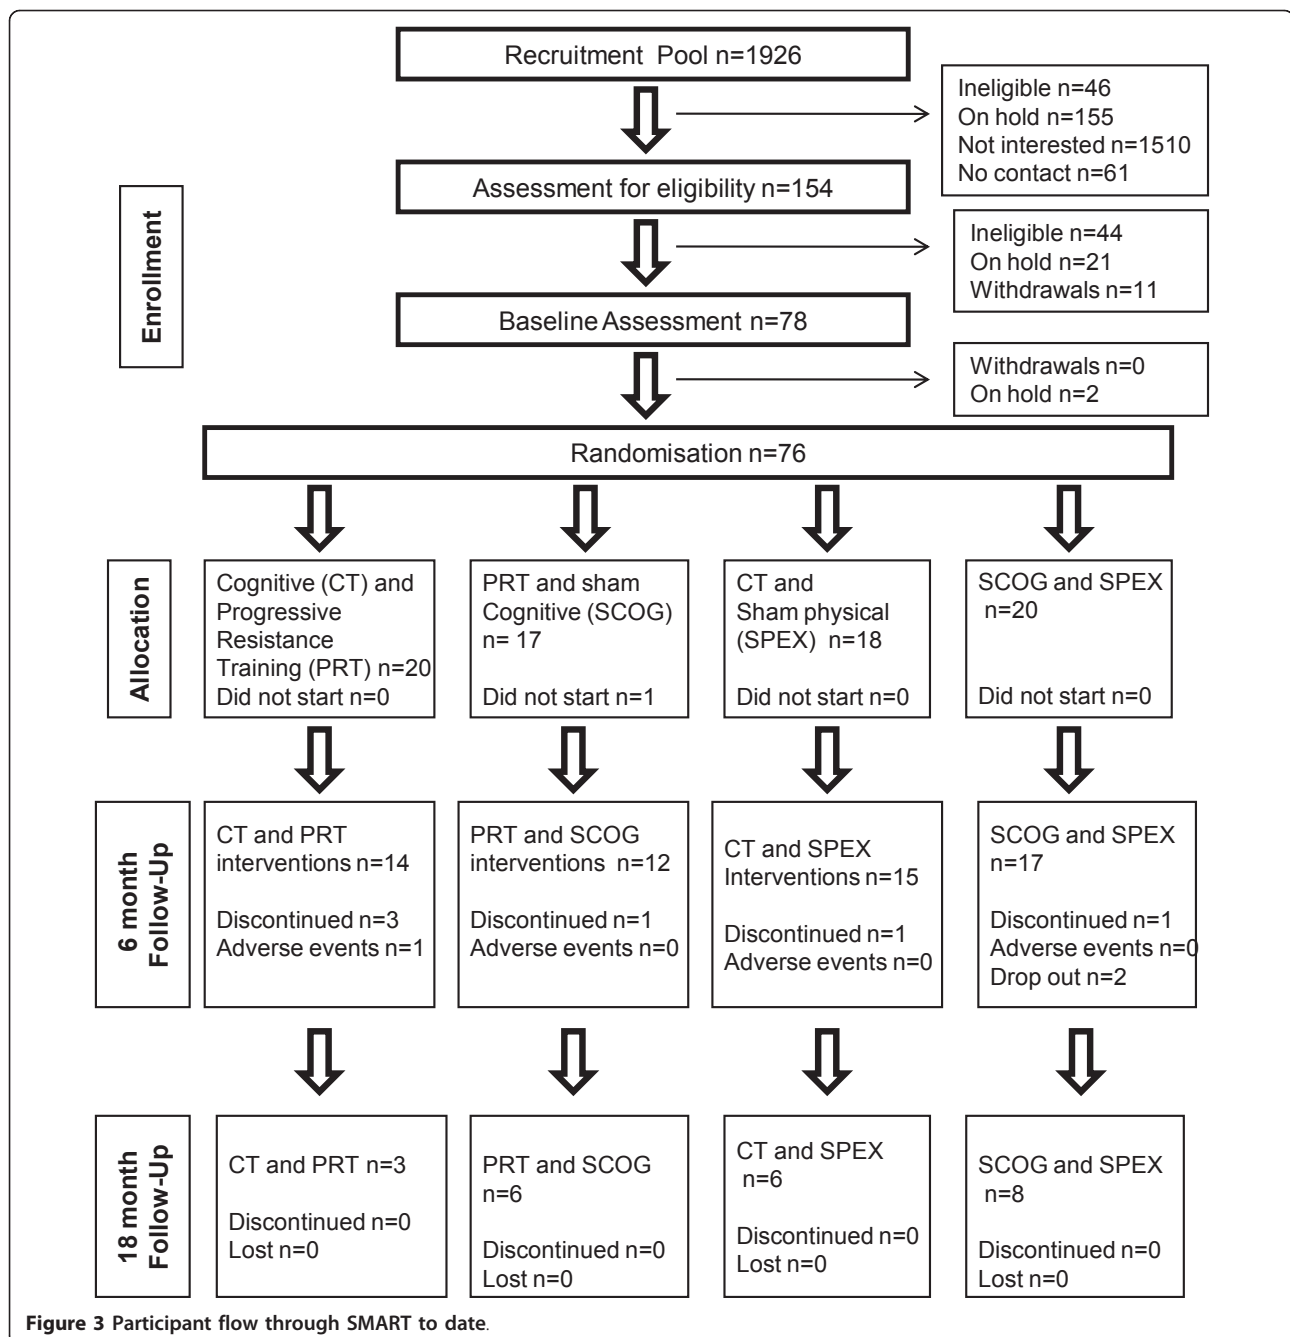 Recruitment Pool n=1926
Ineligible n=46
On hold n=155
Not interested n=1510
No contact n=61
Enrollment
Assessment for eligibility n=154
Ineligible n=44
On hold n=21
Withdrawals n=11
Baseline Assessment n=78
Withdrawals n=0
On hold n=2
Randomisation n=76
Allocation
Cognitive (CT) and
Progressive
Resistance
Training (PRT) n=20
Did not start n=0
PRT and sham
Cognitive (SCOG)
n= 17
Did not start n=1
CT and
Sham physical
(SPEX) n=18
Did not start n=0
SCOG and SPEX
n=20
Did not start n=0
6 month
Follow-Up
CT and PRT
interventions n=14
Discontinued n=3
Adverse events n=1
PRT and SCOG
interventions n=12
Discontinued n=1
Adverse events n=0
CT and SPEX
Interventions n=15
Discontinued n=1
Adverse events n=0
SCOG and SPEX
n=17
Discontinued n=1
Adverse events n=0
Drop out n=2
18 month
Follow-Up
CT and PRT n=3
Discontinued n=0
Lost n=0
PRT and SCOG
n=6
Discontinued n=0
Lost n=0
CT and SPEX
n=6
Discontinued n=0
Lost n=0
SCOG and SPEX
n=8
Discontinued n=0
Lost n=0
Figure 3 Participant flow through SMART to date.